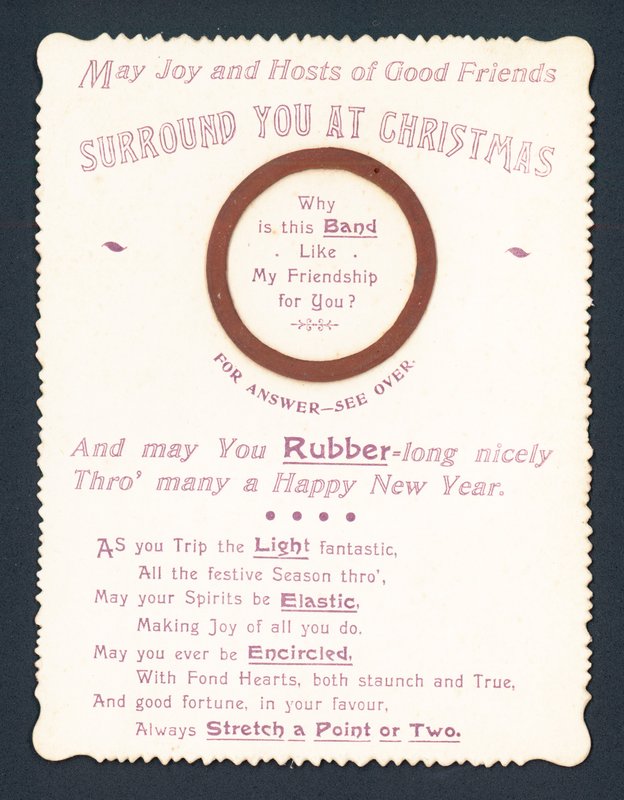 May Joy and Hosts of Good Friends
SURROUND YOU AT CHRISTMAS
Why
is this Band
. Like .
My Friendship
for You?
FOR ANSWER—SEE OVER.
And may You Rubber=long nicely
Thro' many a Happy New Year.
As you Trip the Light fantastic,
All the festive Season thro',
May your Spirits be Elastic,
Making Joy of all you do.
May you ever be Encircled,
With Fond Hearts, both staunch and True,
And good fortune, in your favour,
Always Stretch a Point or Two.